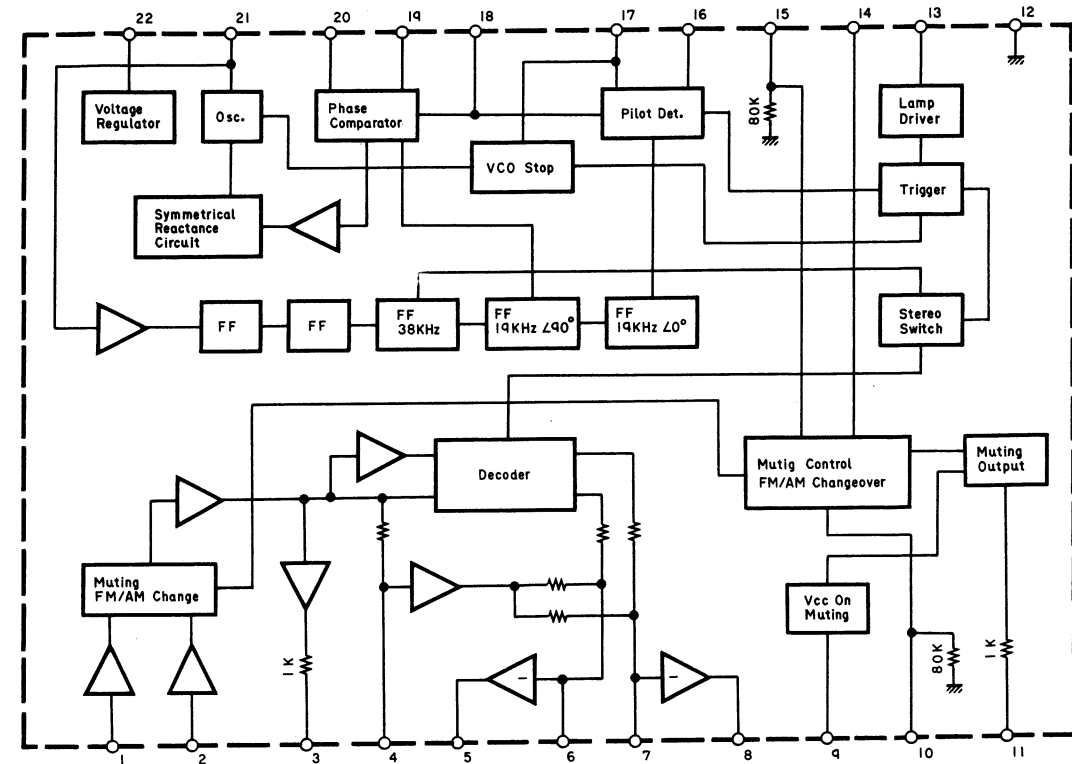 22
21
20
19
18
17
16
15
14
13
12
Voltage
Regulator
Osc.
Phase
Comparator
Pilot Det.
80K
Lamp
Driver
VCO Stop
Trigger
Symmetrical
Reactance
Circuit
FF
FF
FF
38KHz
FF
19KHz ∠90°
FF
19KHz ∠0°
Stereo
Switch
Decoder
Mutig Control
FM/AM Changeover
Muting
Output
Muting
FM/AM Change
Vcc On
Muting
1K
−
−
80K
1K
1
2
3
4
5
6
7
8
9
10
11